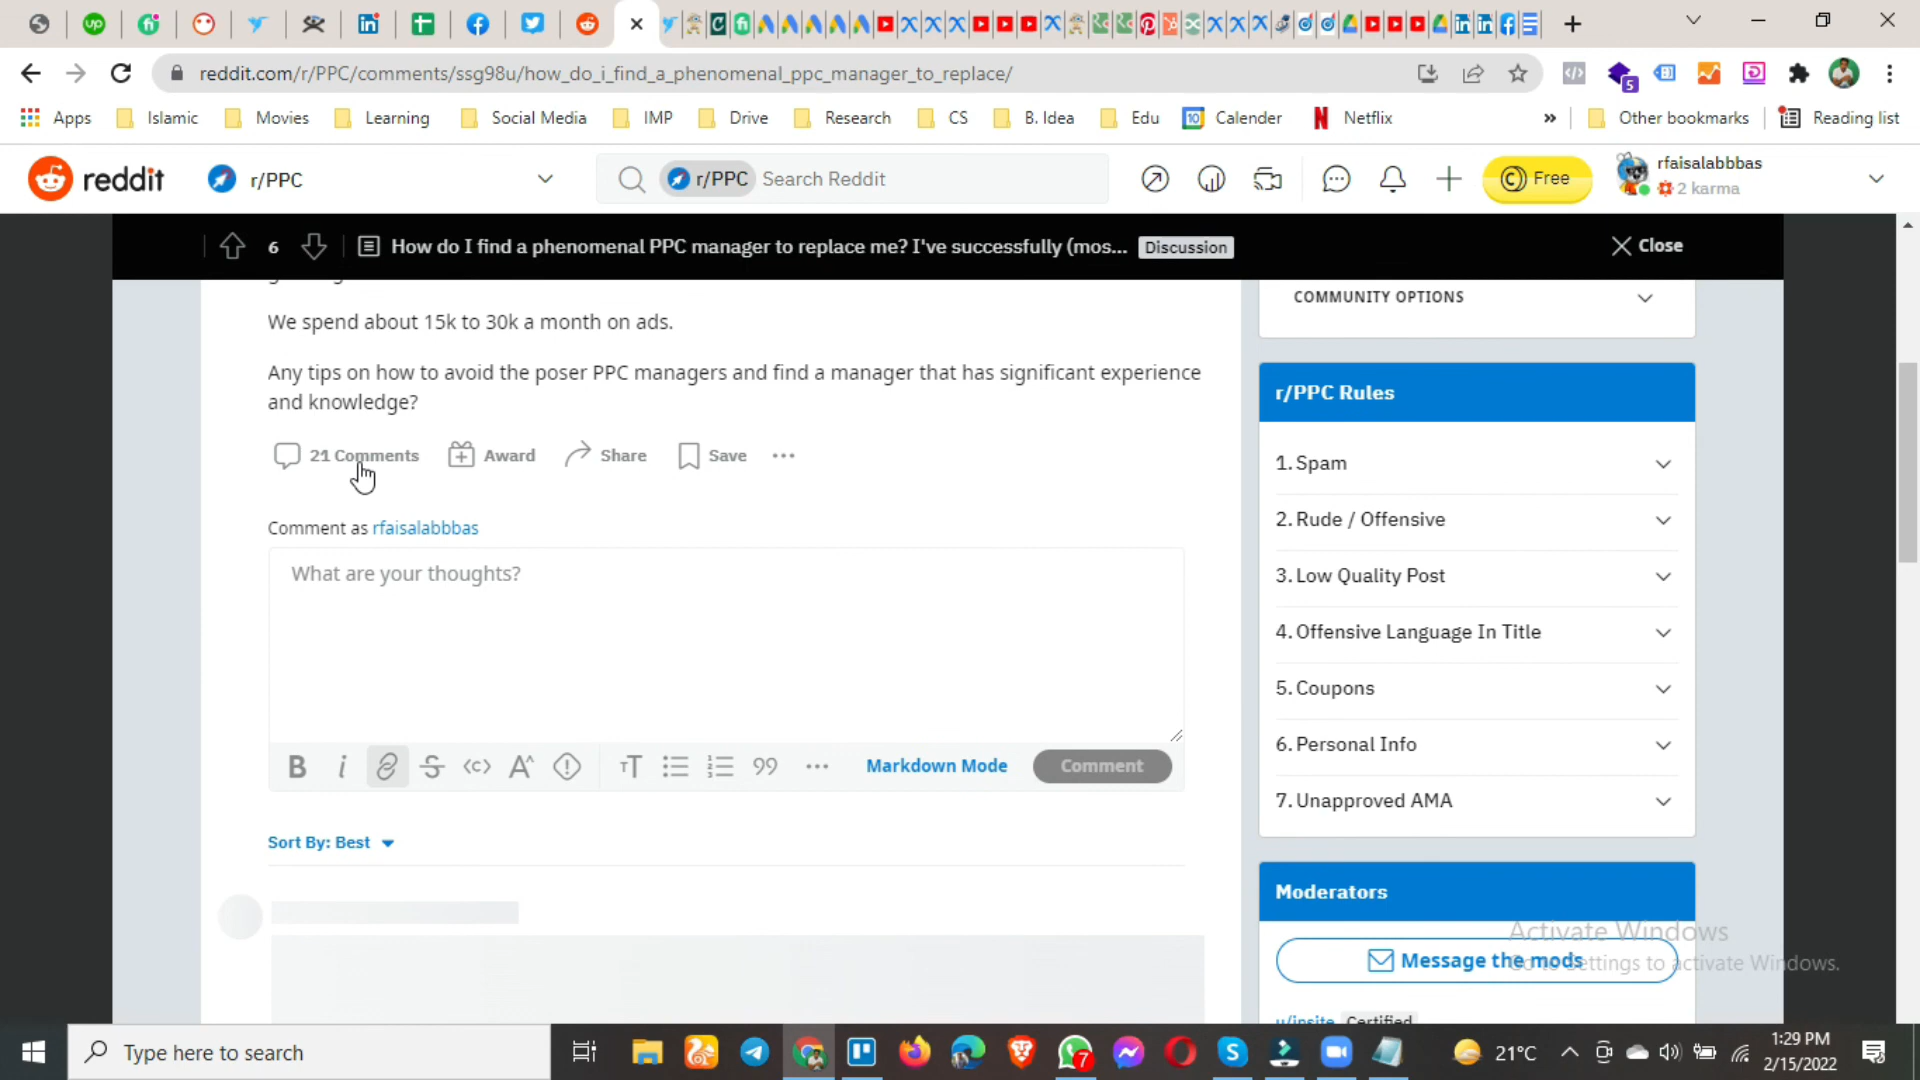 reddit.com/r/PPC/comments/ssg98u/how_do_i_find_a_phenomenal_ppc_manager_to_replace/
5
Apps
Islamic
Movies
Learning
Social Media
IMP
Drive
Research
CS
B. Idea
Edu
10
Calender
Netflix
»
Other bookmarks
Reading list
reddit
r/PPC
r/PPC Search Reddit
Free
rfaisalabbbas
2 karma
6
How do I find a phenomenal PPC manager to replace me? I've successfully (mos...
Discussion
Close
We spend about 15k to 30k a month on ads.
Any tips on how to avoid the poser PPC managers and find a manager that has significant experience
and knowledge?
21 Comments
Award
Share
Save
Comment as rfaisalabbbas
What are your thoughts?
Markdown Mode
Comment
Sort By: Best
COMMUNITY OPTIONS
r/PPC Rules
1. Spam
2. Rude / Offensive
3. Low Quality Post
4. Offensive Language In Title
5. Coupons
6. Personal Info
7. Unapproved AMA
Moderators
Message the mods
Activate Windows
Go to Settings to activate Windows.
u/insite Certified
Type here to search
7
21°C
1:29 PM
2/15/2022